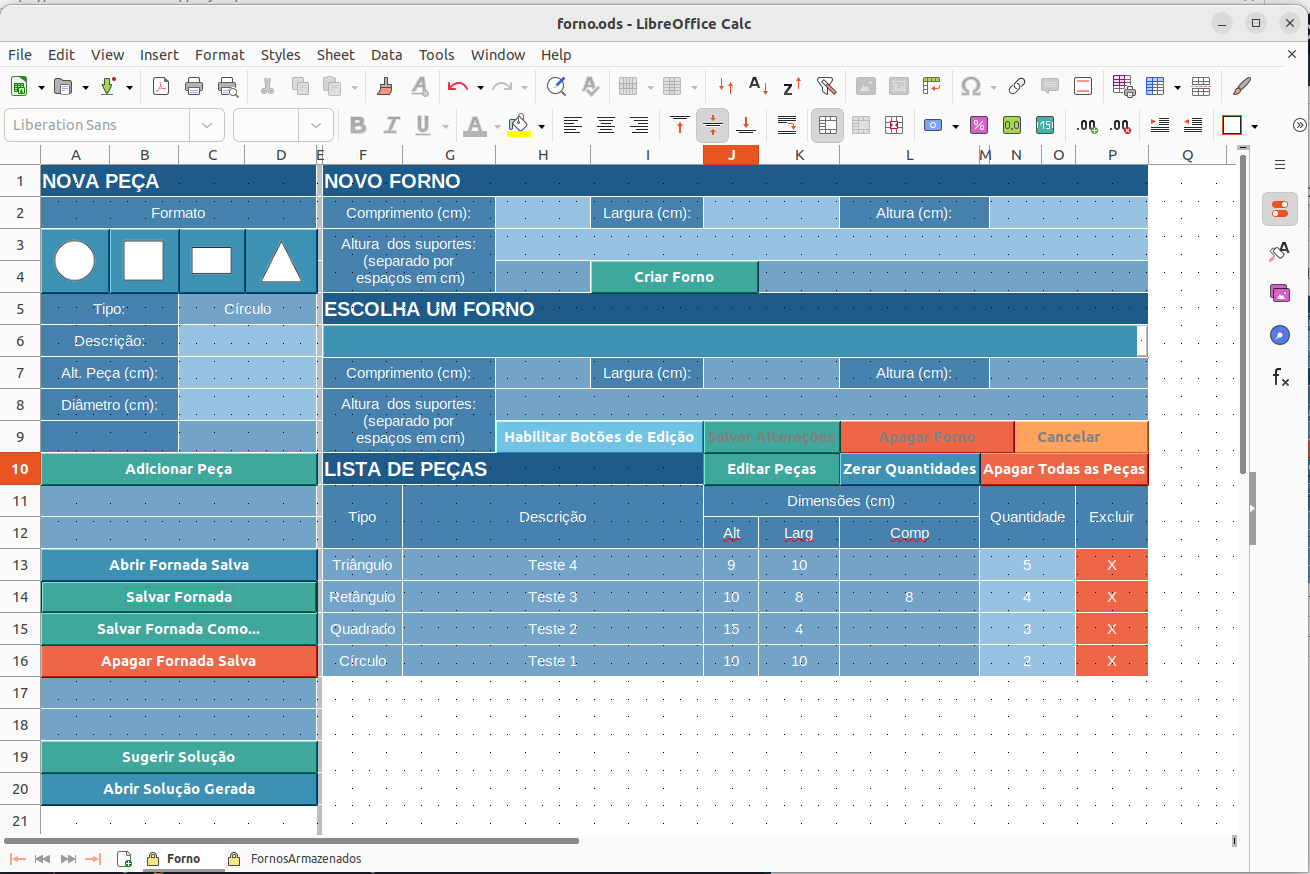 forno.ods - LibreOffice Calc
File Edit View Insert Format Styles Sheet Data Tools Window Help
Liberation Sans
A B C D E F G H I J K L M N O P Q
1 NOVA PEÇA NOVO FORNO
2 Formato Comprimento (cm): Largura (cm): Altura (cm):
3 Altura dos suportes:
(separado por
4 espaços em cm) Criar Forno
5 Tipo: Círculo ESCOLHA UM FORNO
6 Descrição:
7 Alt. Peça (cm): Comprimento (cm): Largura (cm): Altura (cm):
8 Diâmetro (cm): Altura dos suportes:
(separado por
9 espaços em cm) Habilitar Botões de Edição Salvar Alterações Apagar Forno Cancelar
10 Adicionar Peça LISTA DE PEÇAS Editar Peças Zerar Quantidades Apagar Todas as Peças
11 Dimensões (cm)
Tipo Descrição Quantidade Excluir
12 Alt Larg Comp
13 Abrir Fornada Salva Triângulo Teste 4 9 10 5 X
14 Salvar Fornada Retângulo Teste 3 10 8 8 4 X
15 Salvar Fornada Como... Quadrado Teste 2 15 4 3 X
16 Apagar Fornada Salva Círculo Teste 1 10 10 2 X
17
18
19 Sugerir Solução
20 Abrir Solução Gerada
21
Forno FornosArmazenados